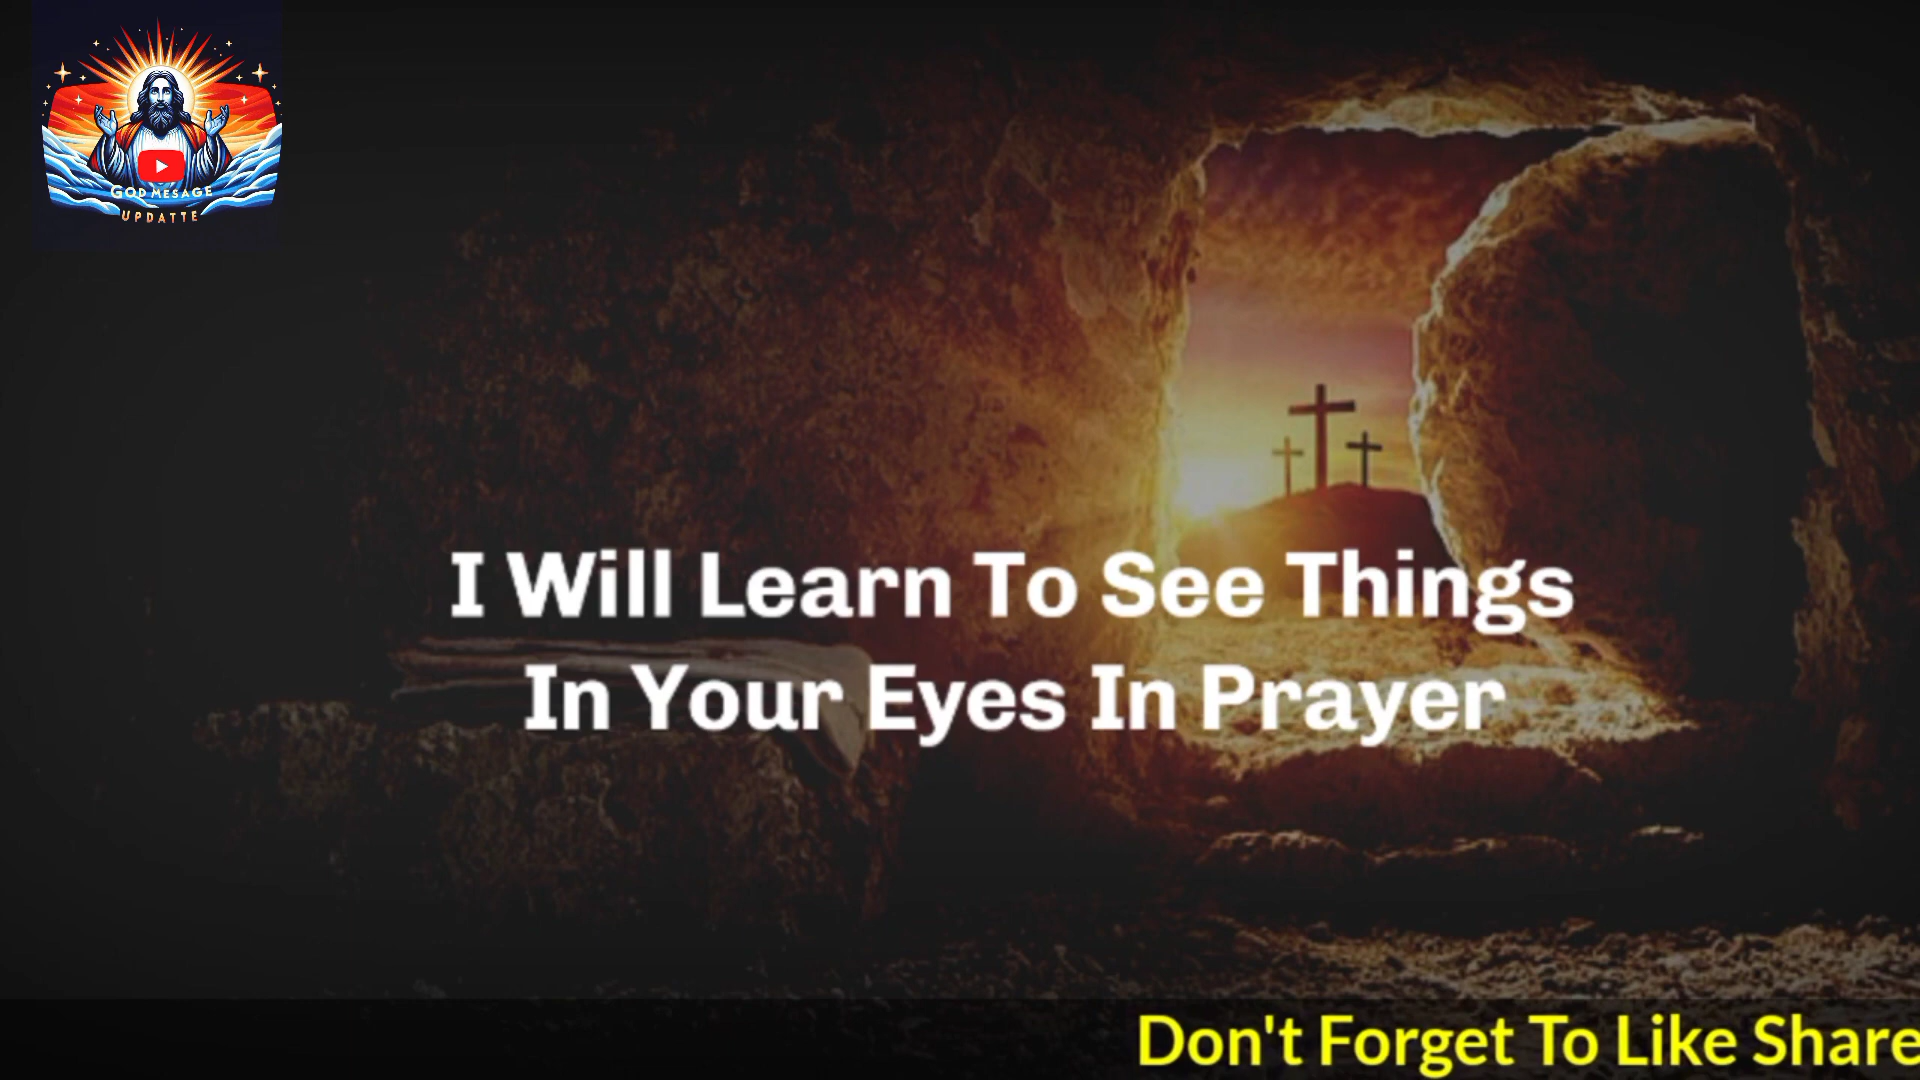 GOD MESAGE
UPDATTE
I Will Learn To See Things
In Your Eyes In Prayer
Don't Forget To Like Share